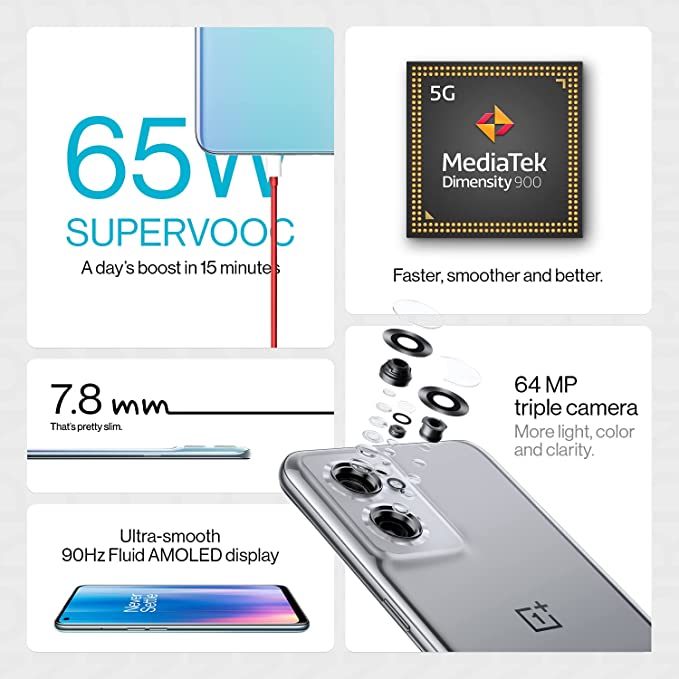 65W
SUPERVOOC
A day's boost in 15 minutes
5G
MediaTek
Dimensity 900
Faster, smoother and better.
7.8 mm
That's pretty slim.
64 MP
triple camera
More light, color
and clarity.
Ultra-smooth
90Hz Fluid AMOLED display
Never
Settle
1+